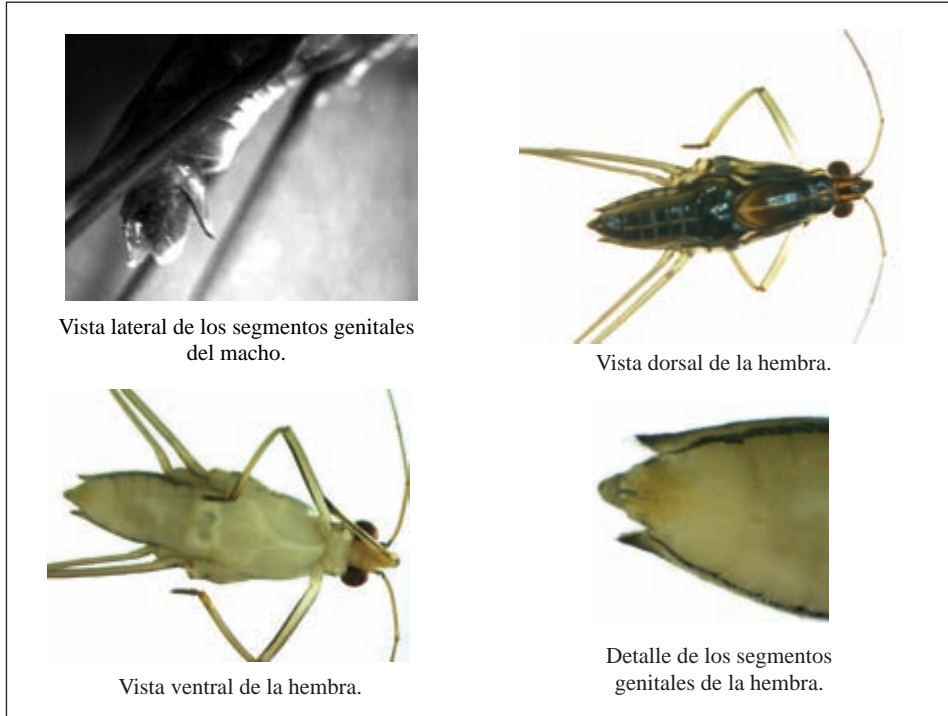 Vista lateral de los segmentos genitales
del macho.
Vista dorsal de la hembra.
Vista ventral de la hembra.
Detalle de los segmentos
genitales de la hembra.